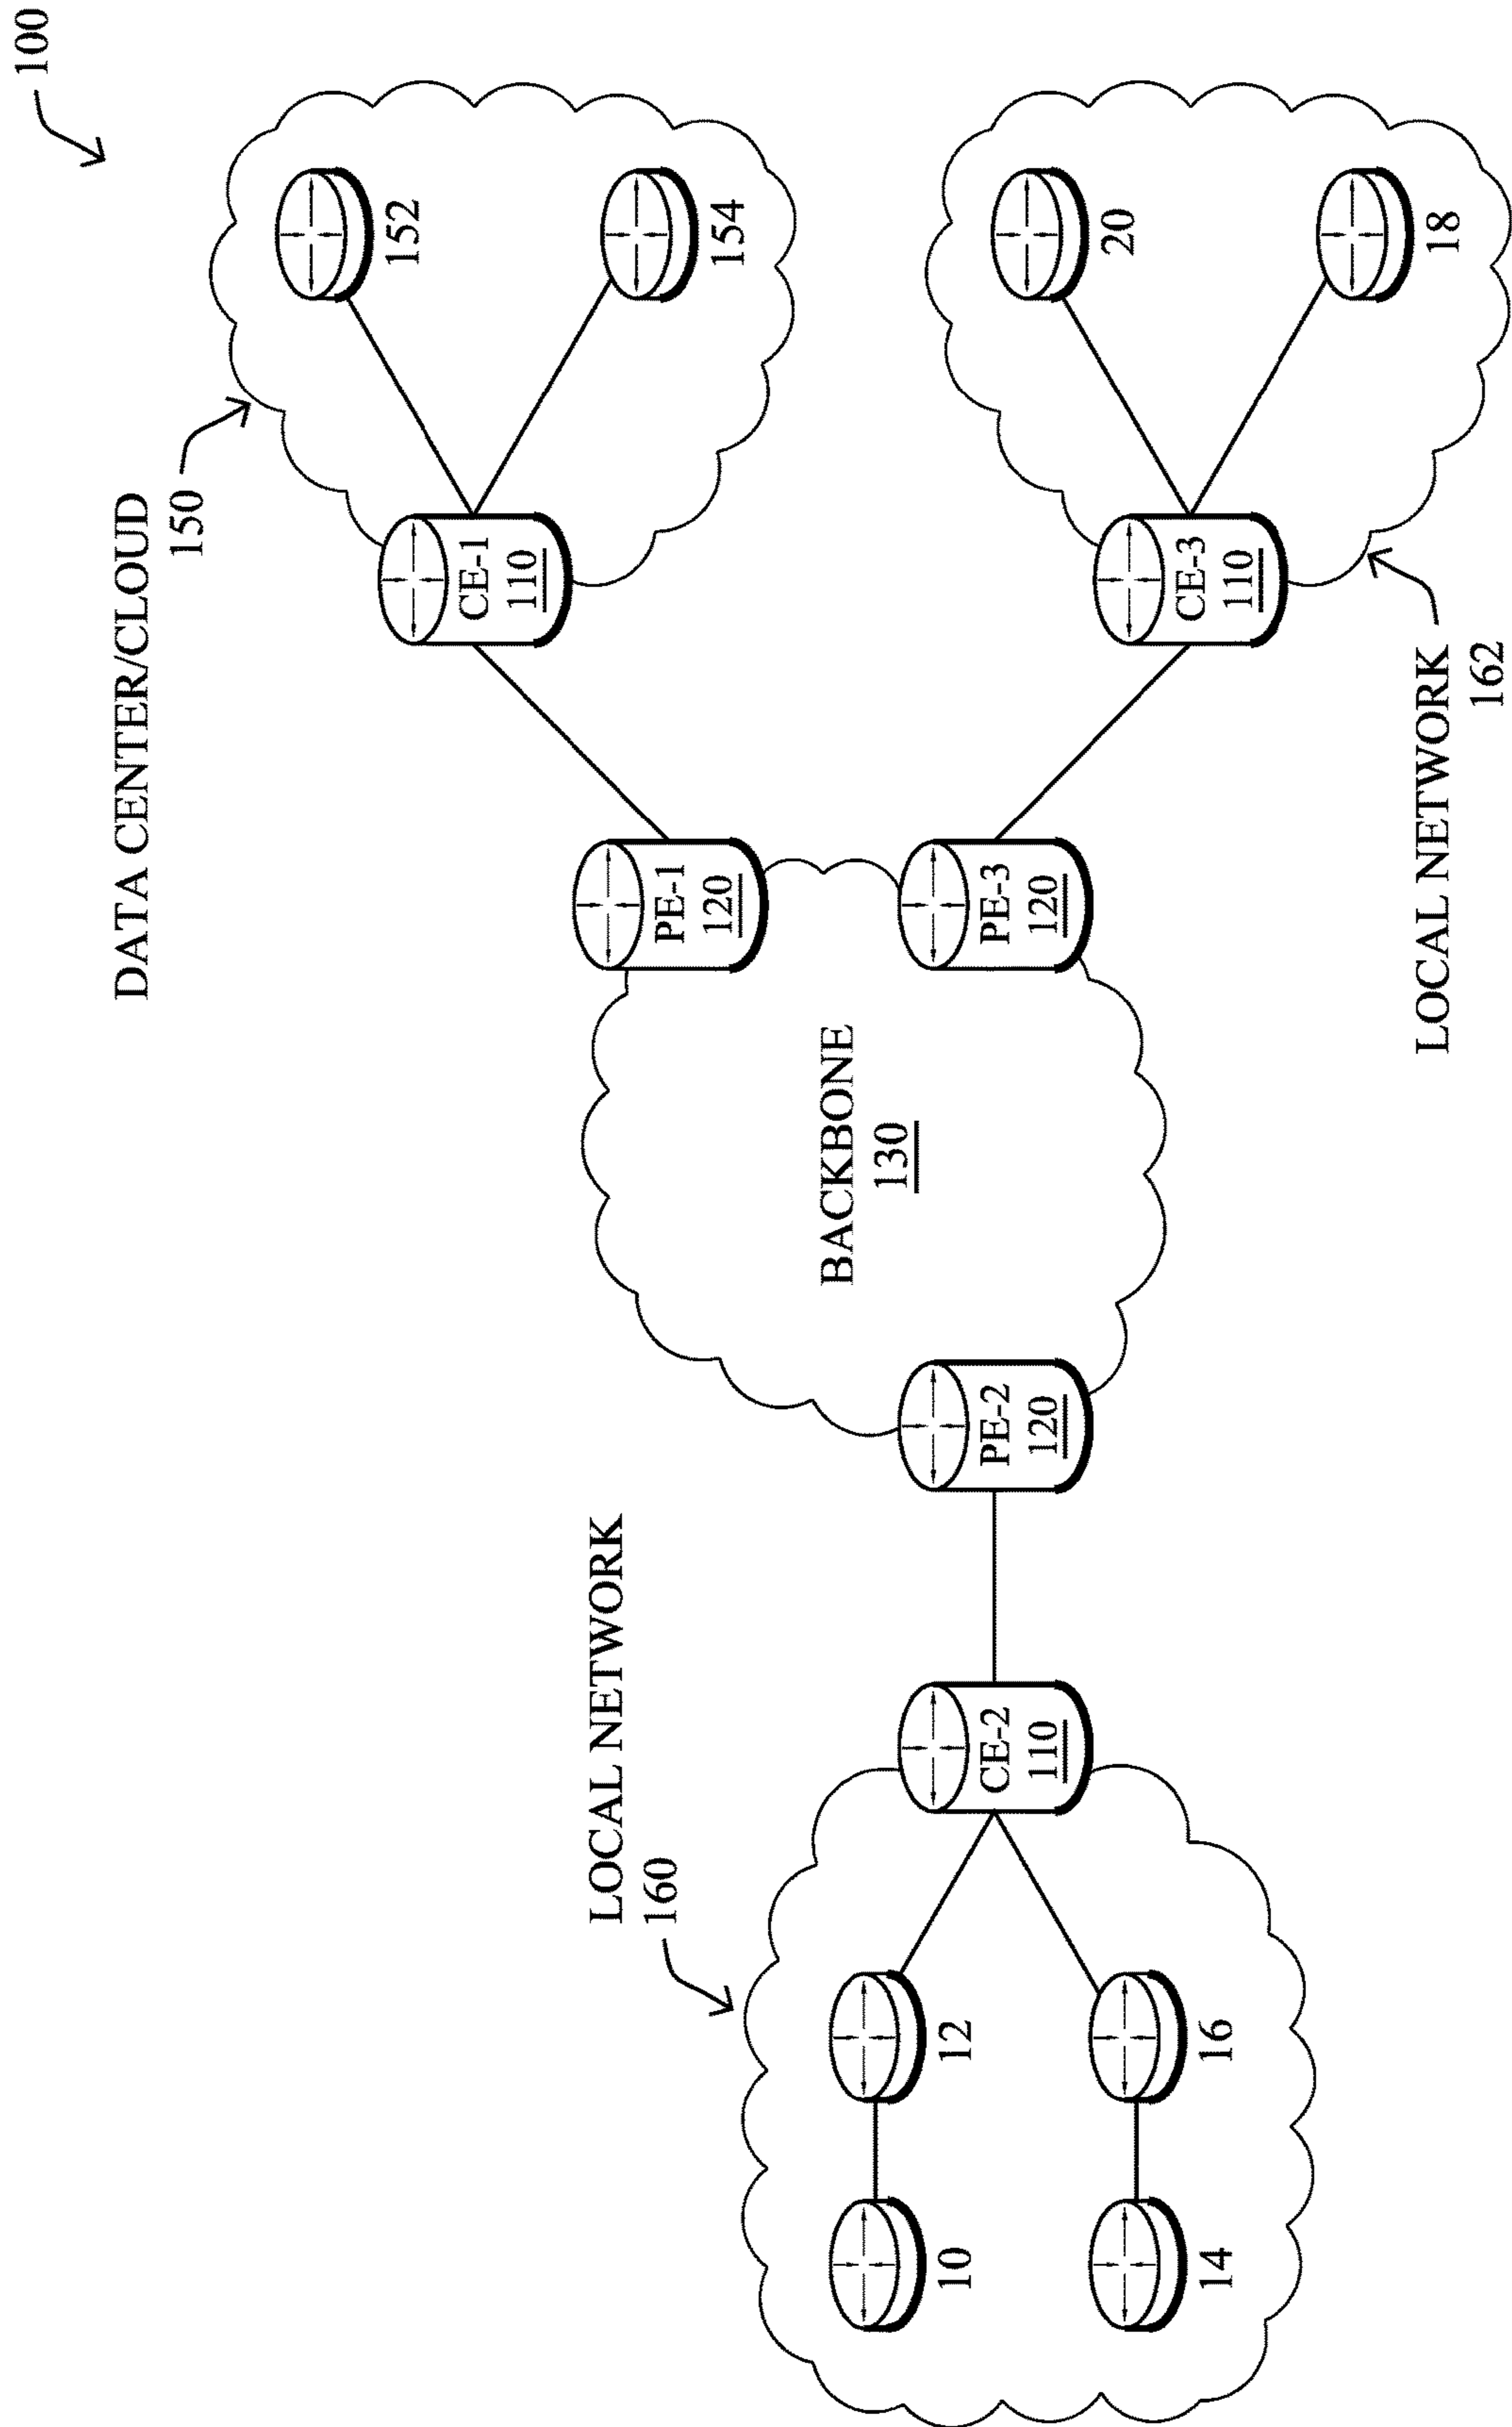 100
DATA CENTER/CLOUD
150
152
CE-1
110
LOCAL NETWORK
160
PE-1
120
154
BACKBONE
130
10
12
CE-2
110
PE-2
120
PE-3
120
20
CE-3
110
14
16
LOCAL NETWORK
162
18